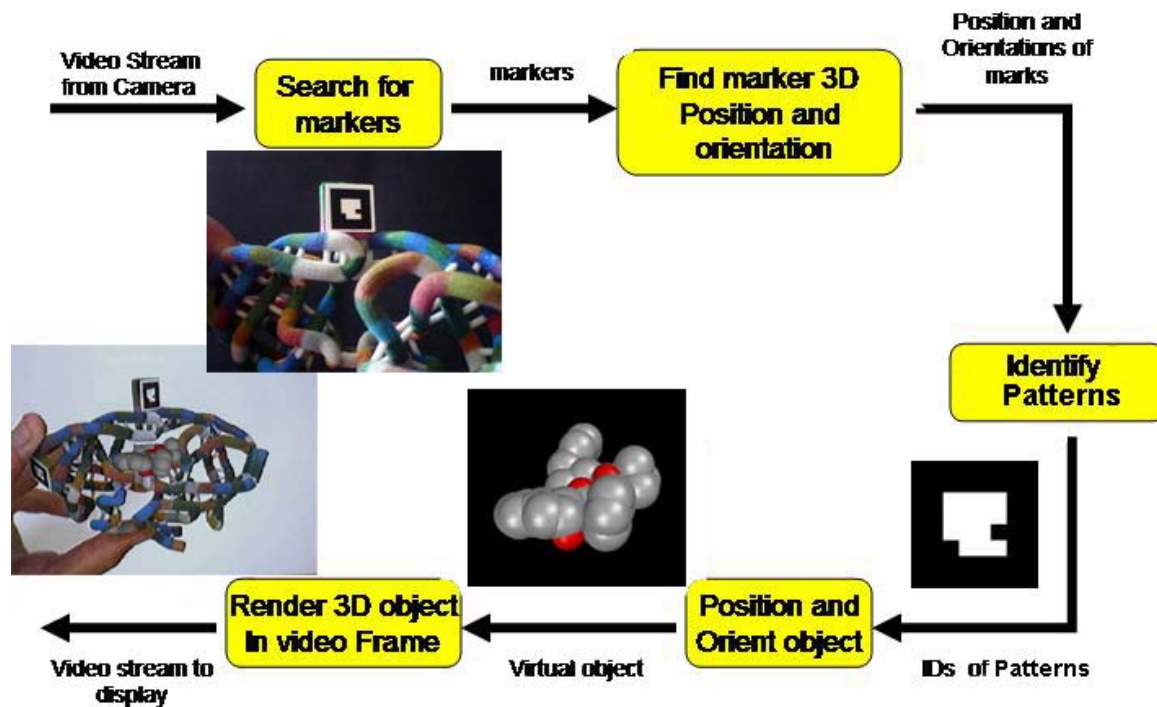 Video Stream
from Camera
Search for
markers
markers
Find marker 3D
Position and
orientation
Position and
Orientations of
marks
Identify
Patterns
IDs of Patterns
Position and
Orient object
Virtual object
Render 3D object
In video Frame
Video stream to
display